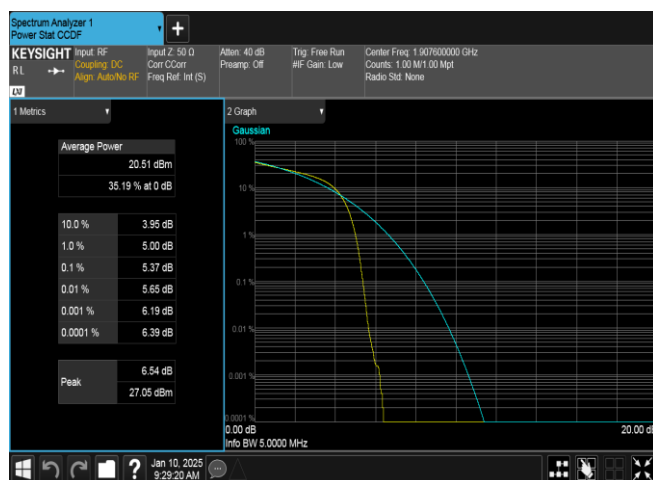 Spectrum Analyzer 1
Power Stat CCDF
+
KEYSIGHT
RL
LXI
Input: RF
Coupling: DC
Align: Auto/No RF
Input Z: 50 Ω
Corr CCorr
Freq Ref: Int (S)
Atten: 40 dB
Preamp: Off
Trig: Free Run
#IF Gain: Low
Center Freq: 1.907600000 GHz
Counts: 1.00 M/1.00 Mpt
Radio Std: None
1 Metrics
Average Power
20.51 dBm
35.19 % at 0 dB
10.0 % 3.95 dB
1.0 % 5.00 dB
0.1 % 5.37 dB
0.01 % 5.65 dB
0.001 % 6.19 dB
0.0001 % 6.39 dB
Peak
6.54 dB
27.05 dBm
2 Graph
Gaussian
100 %
10 %
1 %
0.1 %
0.01 %
0.001 %
0.0001 %
0.00 dB
20.00 dB
Info BW 5.0000 MHz
?
Jan 10, 2025
9:29:20 AM